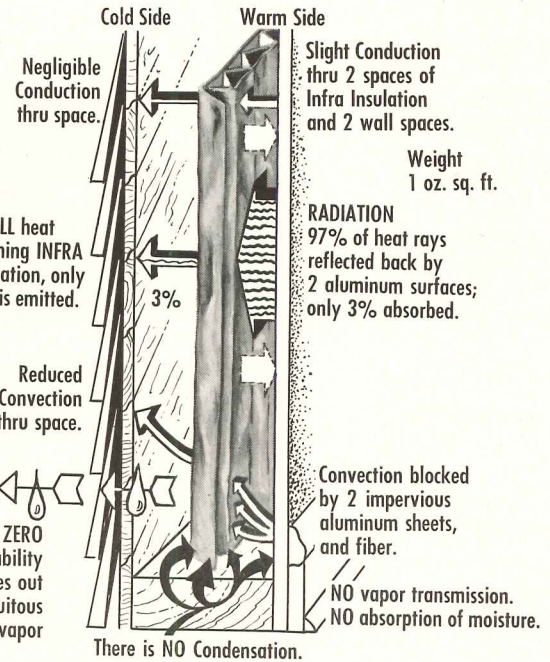 Cold Side
Warm Side
Negligible
Conduction
thru space.
Slight Conduction
thru 2 spaces of
Infra Insulation
and 2 wall spaces.
Weight
1 oz. sq. ft.
LL heat
ning INFRA
ation, only
is emitted.
3%
RADIATION
97% of heat rays
reflected back by
2 aluminum surfaces;
only 3% absorbed.
Reduced
Convection
thru space.
Convection blocked
by 2 impervious
aluminum sheets,
and fiber.
ZERO
ability
es out
uitous
vapor
NO vapor transmission.
NO absorption of moisture.
There is NO Condensation.